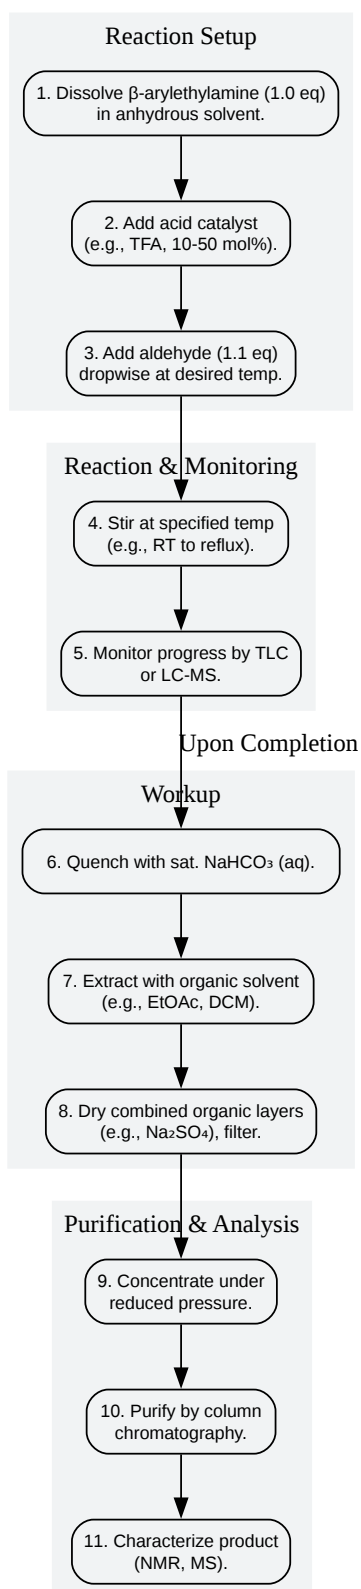 Reaction Setup
1. Dissolve β-arylethylamine (1.0 eq)
in anhydrous solvent.
2. Add acid catalyst
(e.g., TFA, 10-50 mol%).
3. Add aldehyde (1.1 eq)
dropwise at desired temp.
Reaction & Monitoring
4. Stir at specified temp
(e.g., RT to reflux).
5. Monitor progress by TLC
or LC-MS.
Upon Completion
Workup
6. Quench with sat. NaHCO₃ (aq).
7. Extract with organic solvent
(e.g., EtOAc, DCM).
8. Dry combined organic layers
(e.g., Na₂SO₄), filter.
Purification & Analysis
9. Concentrate under
reduced pressure.
10. Purify by column
chromatography.
11. Characterize product
(NMR, MS).